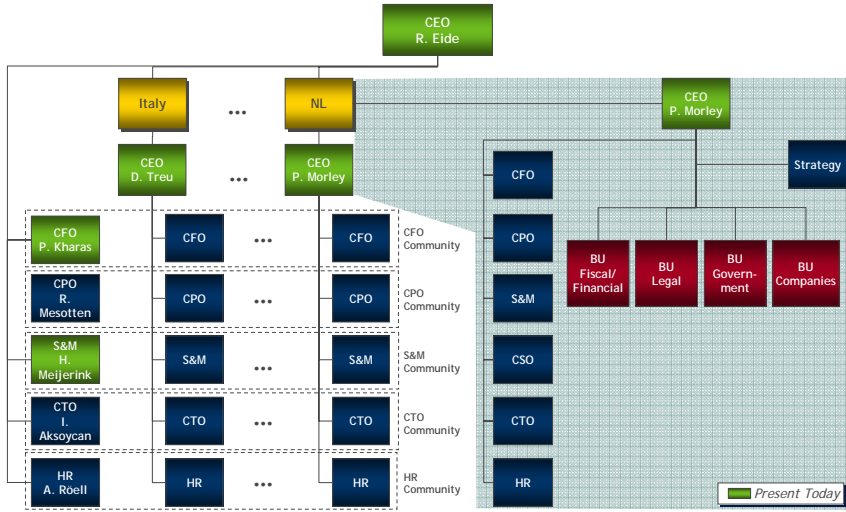 CEO
R. Eide
Italy
...
NL
CEO
P. Morley
CEO
D. Treu
...
CEO
P. Morley
Strategy
CFO
CFO
P. Kharas
CFO
...
CFO
CFO
Community
CPO
BU
Fiscal/
Financial
BU
Legal
BU
Govern-
ment
BU
Companies
CPO
R.
Mesotten
CPO
...
CPO
CPO
Community
S&M
S&M
H.
Meijerink
S&M
...
S&M
S&M
Community
CSO
CTO
I.
Aksoycan
CTO
...
CTO
CTO
Community
CTO
HR
A. Röell
HR
...
HR
HR
Community
HR
Present Today